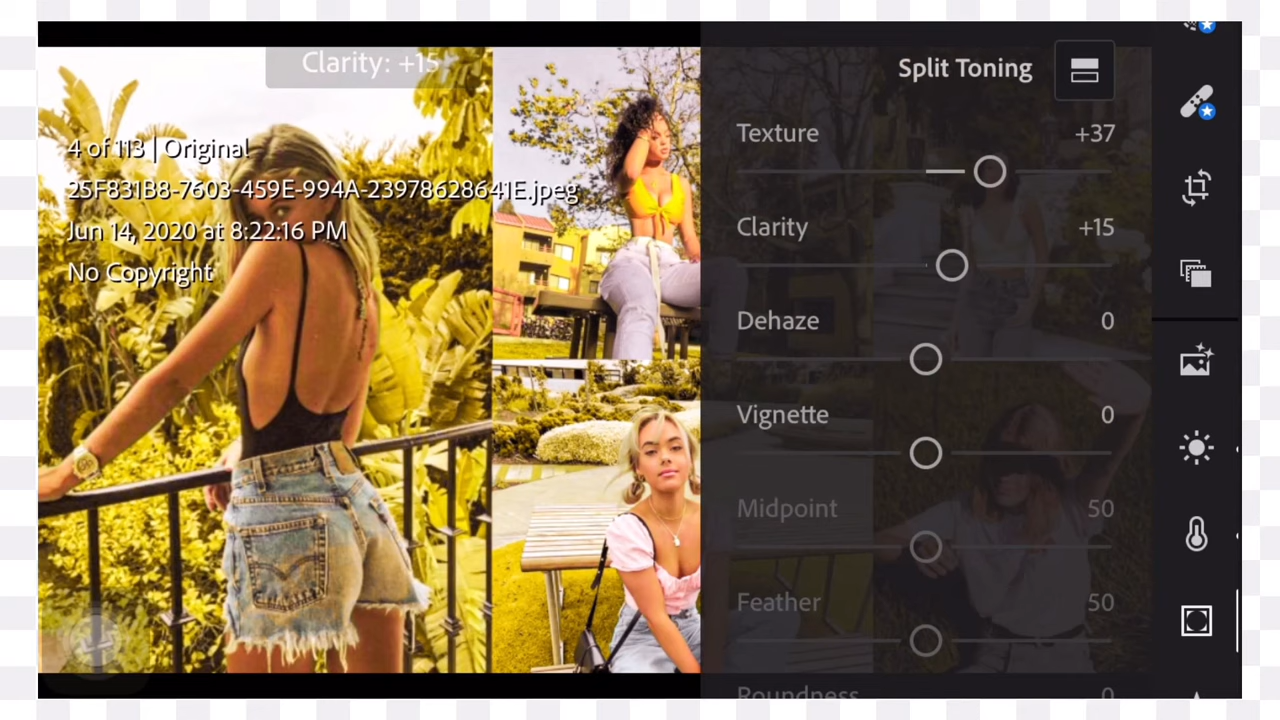 Clarity: +15
4 of 113 | Original
25F831B8-7603-459E-994A-23978628641E.jpeg
Jun 14, 2020 at 8:22:16 PM
No Copyright
Split Toning
Texture +37
Clarity +15
Dehaze 0
Vignette 0
Midpoint 50
Feather 50
Roundness 0